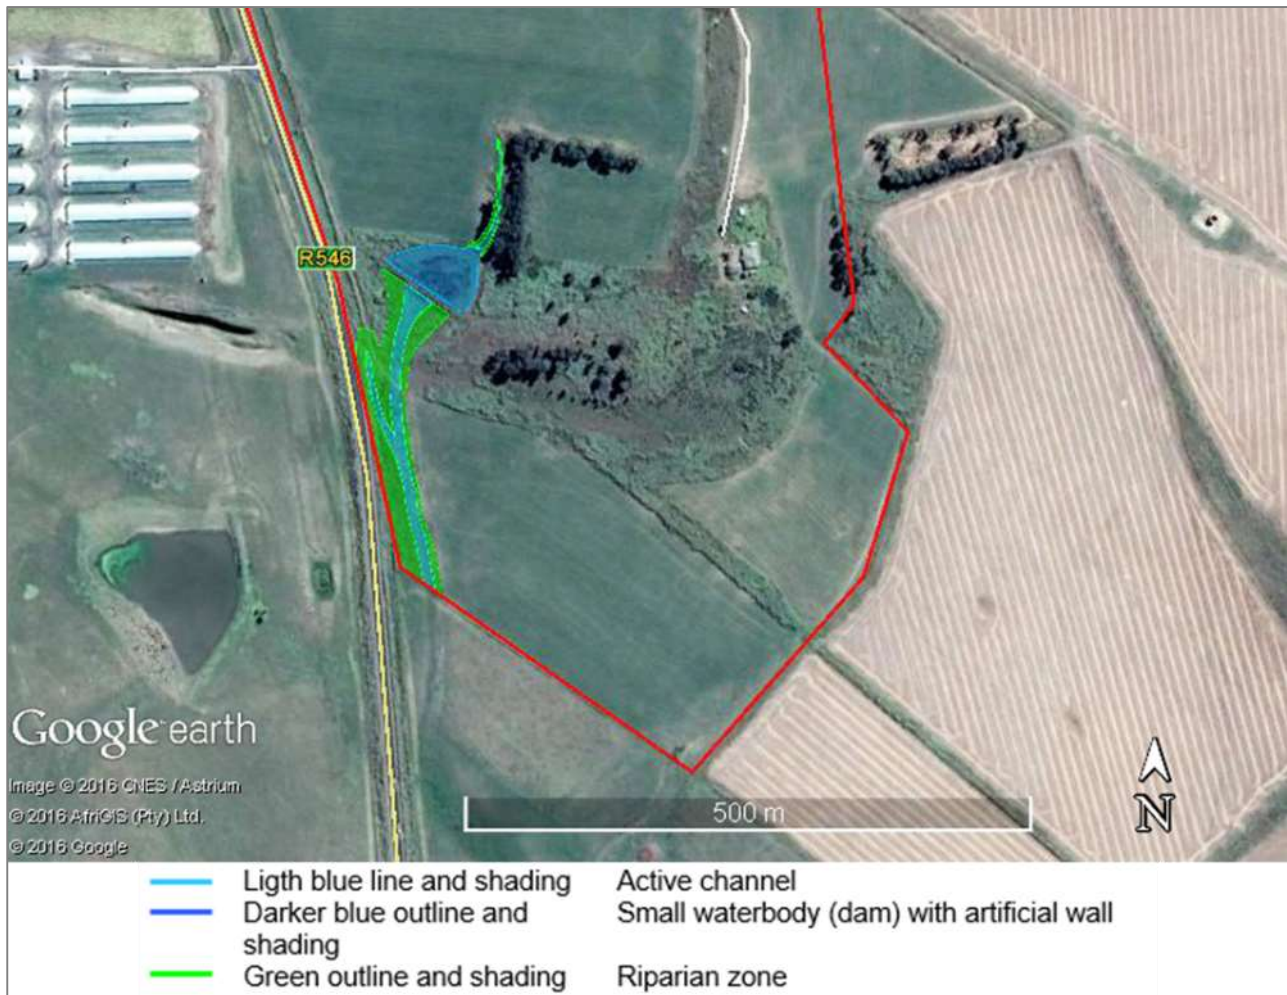 R546
Google earth
Image © 2016 CNES / Astrium
© 2016 AfriGIS (Pty) Ltd.
© 2016 Google
500 m
N
Ligth blue line and shading Active channel
Darker blue outline and Small waterbody (dam) with artificial wall
shading
Green outline and shading Riparian zone